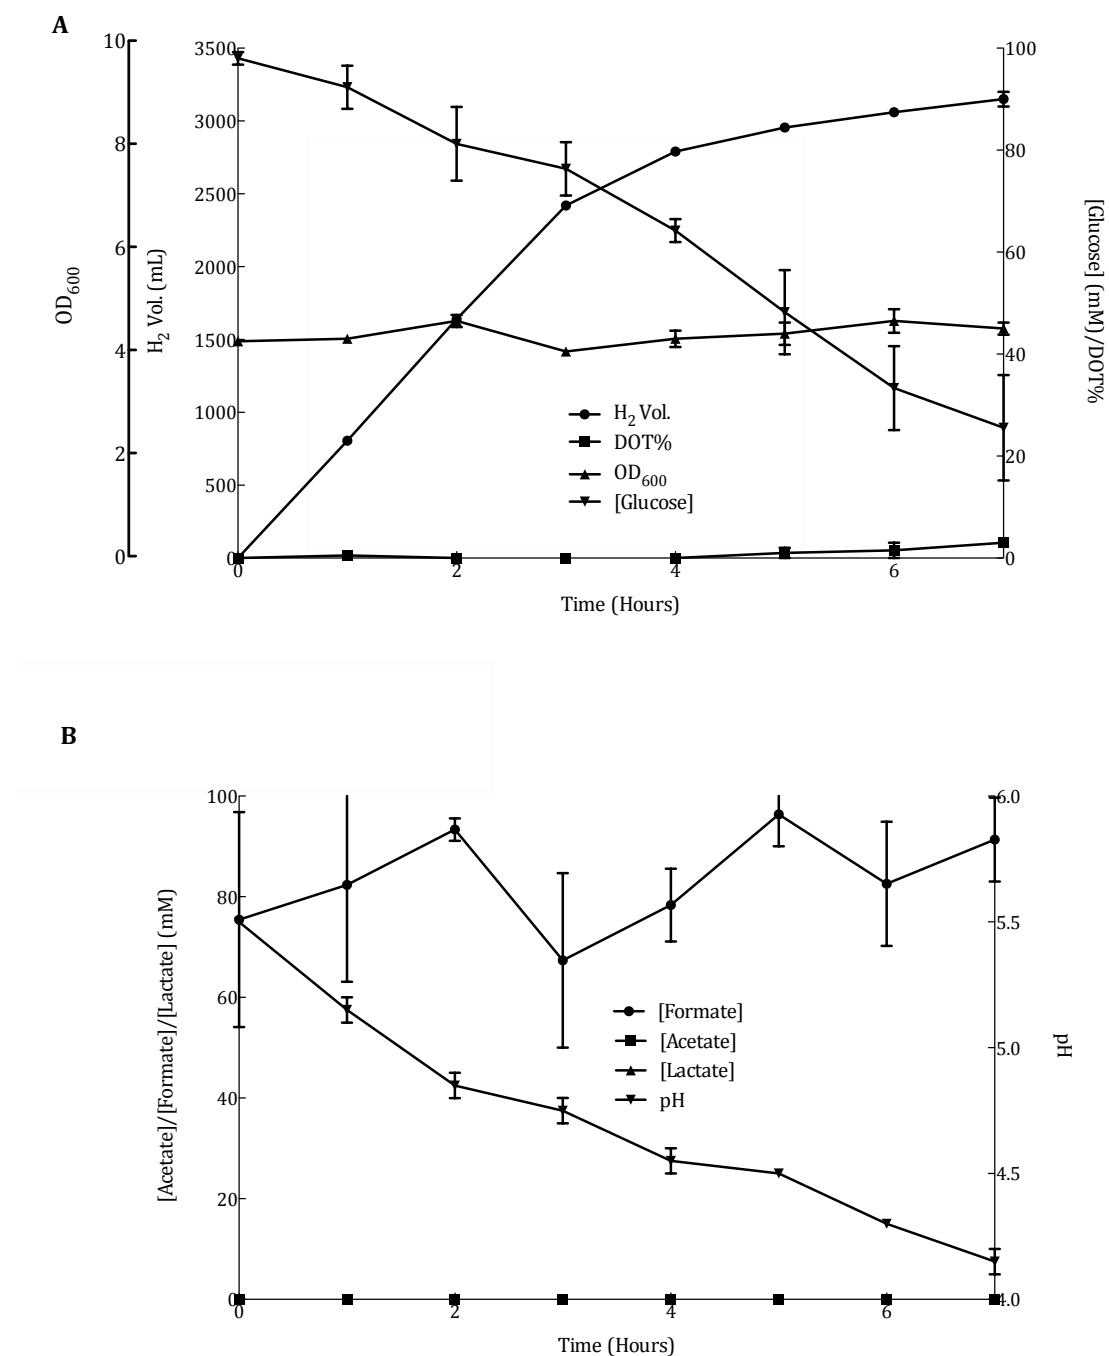 A
OD600
10
8
6
4
2
0
H2 Vol. (mL)
3500
3000
2500
2000
1500
1000
500
0
100
80
60
40
20
0
[Glucose] (mM)/DOT%
H2 Vol.
DOT%
OD600
[Glucose]
0 2 4 6
Time (Hours)
B
[Acetate]/[Formate]/[Lactate] (mM)
100
80
60
40
20
0
6.0
5.5
5.0
4.5
4.0
pH
[Formate]
[Acetate]
[Lactate]
pH
0 2 4 6
Time (Hours)